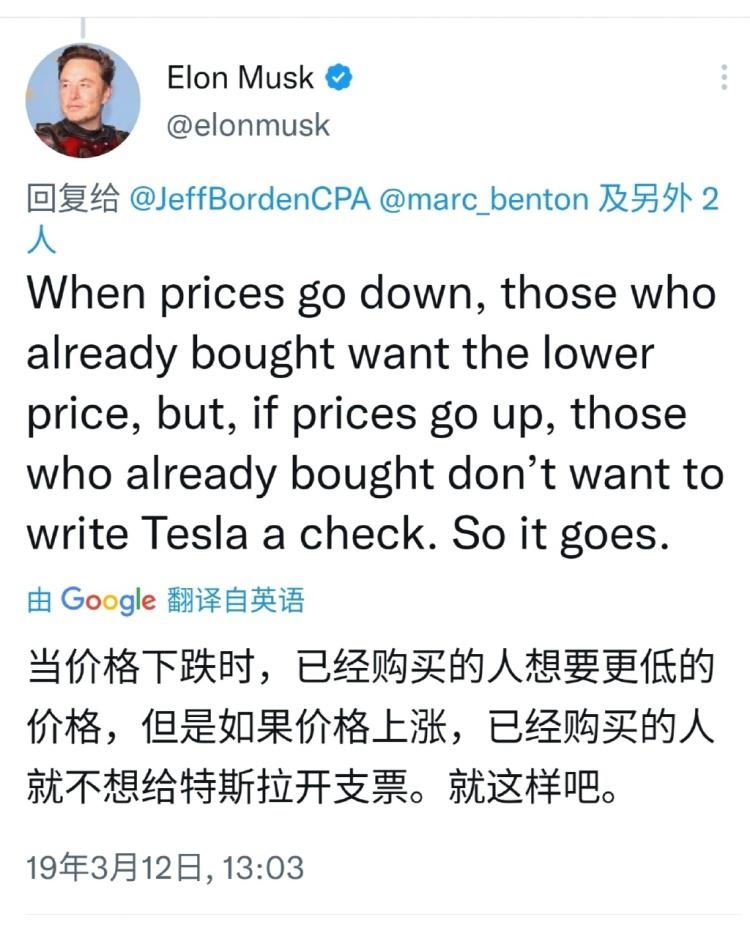 Elon Musk
@elonmusk
回复给 @JeffBordenCPA @marc_benton 及另外 2
人
When prices go down, those who
already bought want the lower
price, but, if prices go up, those
who already bought don’t want to
write Tesla a check. So it goes.
由 Google 翻译自英语
当价格下跌时，已经购买的人想要更低的
价格，但是如果价格上涨，已经购买的人
就不想给特斯拉开支票。就这样吧。
19年3月12日, 13:03